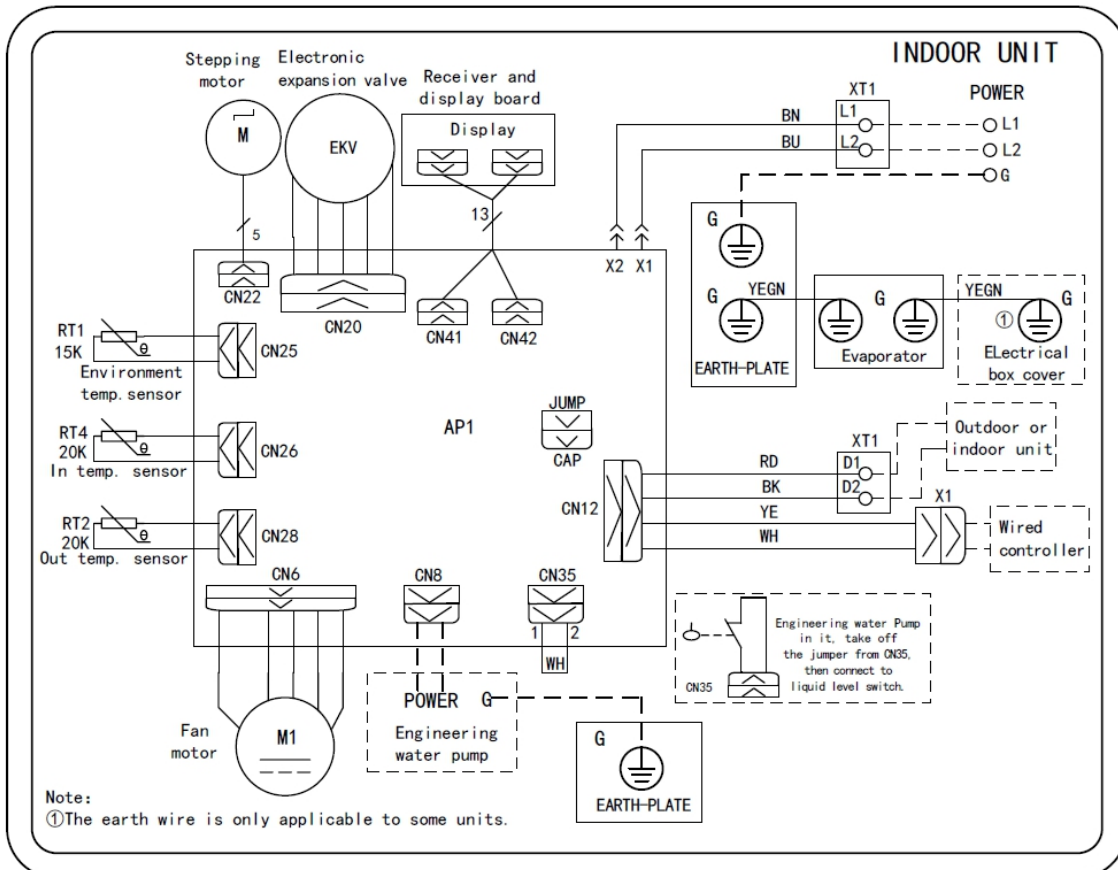 INDOOR UNIT
Stepping
motor
Electronic
expansion valve
Receiver and
display board
XT1
POWER
M
EKV
Display
BN
L1
L1
BU
L2
L2
G
13
5
G
X2
X1
CN22
CN20
CN41
CN42
G
YEGN
G
YEGN
G
①
EARTH-PLATE
Evaporator
ELectrical
box cover
RT1
15K
θ
CN25
Environment
temp. sensor
RT4
20K
θ
CN26
In temp. sensor
RT2
20K
θ
CN28
Out temp. sensor
AP1
JUMP
CAP
CN12
RD
BK
YE
WH
XT1
D1
D2
Outdoor or
indoor unit
X1
Wired
controller
CN6
CN8
CN35
1
2
WH
Engineering water Pump
in it, take off
the jumper from CN35,
then connect to
liquid level switch.
CN35
Fan
motor
M1
POWER
G
Engineering
water pump
G
EARTH-PLATE
Note:
①The earth wire is only applicable to some units.